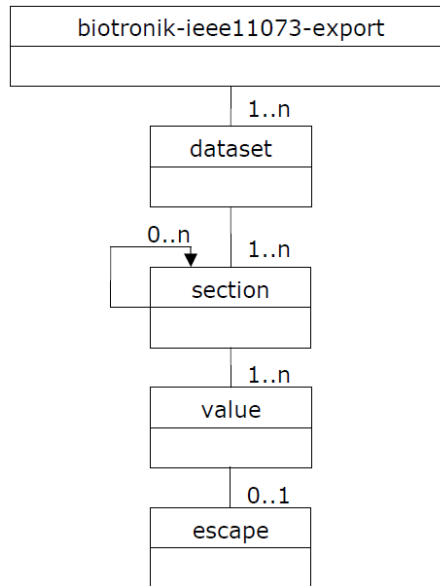 biotronik-ieee11073-export
1..n
dataset
0..n
1..n
section
1..n
value
0..1
escape